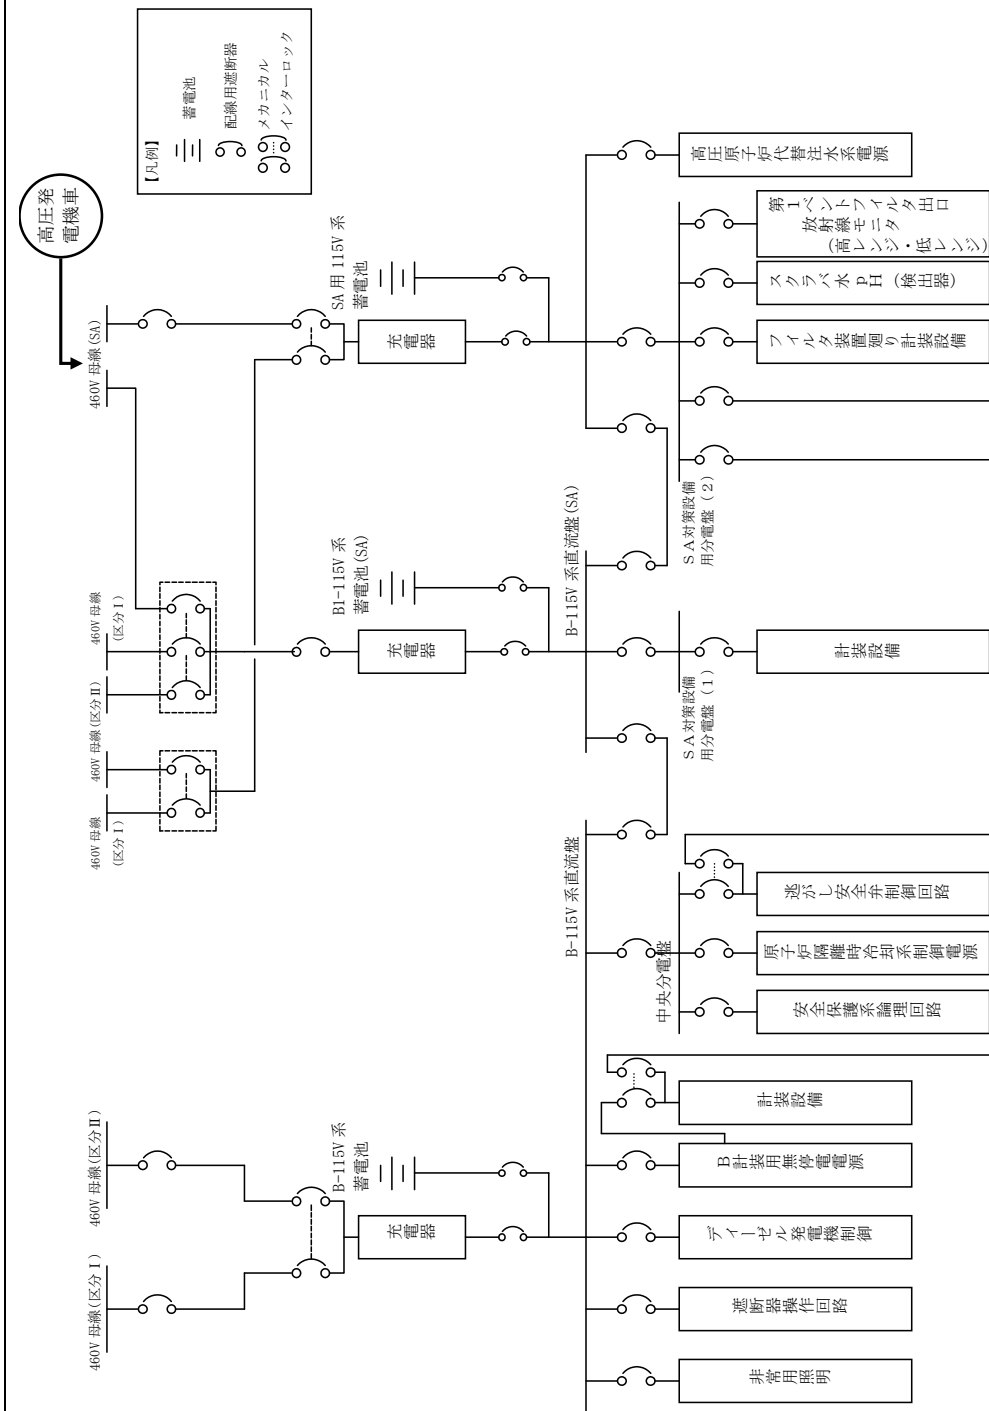 高圧発
電機車
【凡例】
蓄電池
配線用遮断器
メカニカル
インターロック
460V 母線(SA)
460V 母線
(区分Ⅰ)
460V 母線(区分Ⅱ)
460V 母線
460V 母線
(区分Ⅰ)
460V 母線(区分Ⅱ)
460V 母線(区分Ⅰ)
SA 用 115V 系
蓄電池
充電器
B1-115V 系
蓄電池(SA)
充電器
B-115V 系
蓄電池
充電器
B-115V 系直流盤(SA)
B-115V 系直流盤
高圧原子炉代替注水系電源
第1ベントフィルタ出口
放射線モニタ
(高レンジ・低レンジ)
スクラバ水 pH (検出器)
フィルタ装置廻り計装設備
SA対策設備
用分電盤 (2)
計装設備
SA対策設備
用分電盤 (1)
中央分電盤
逃がし安全弁制御回路
原子炉隔離時冷却系制御電源
安全保護系論理回路
計装設備
B計装用無停電電源
ディーゼル発電機制御
遮断器操作回路
非常用照明